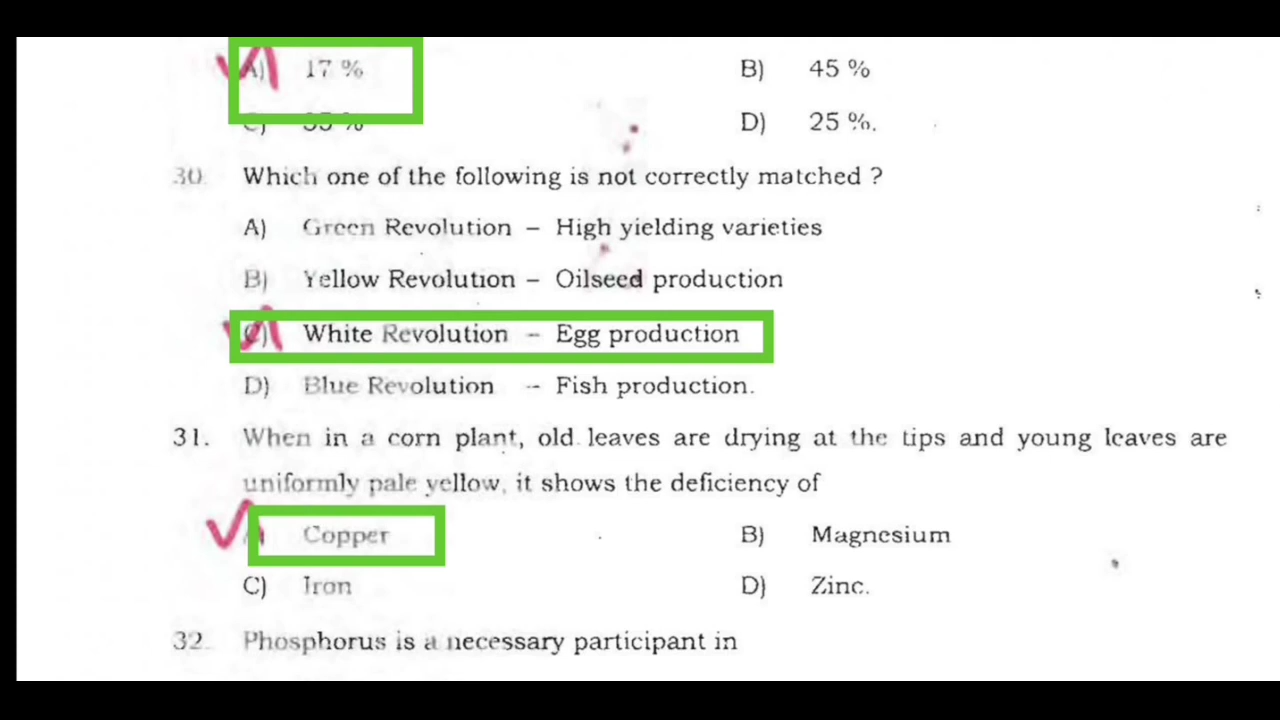 A) 17 % B) 45 %
C) 35 % D) 25 %.
30. Which one of the following is not correctly matched ?
A) Green Revolution – High yielding varieties
B) Yellow Revolution – Oilseed production
C) White Revolution – Egg production
D) Blue Revolution – Fish production.
31. When in a corn plant, old leaves are drying at the tips and young leaves are
uniformly pale yellow, it shows the deficiency of
A) Copper B) Magnesium
C) Iron D) Zinc.
32. Phosphorus is a necessary participant in